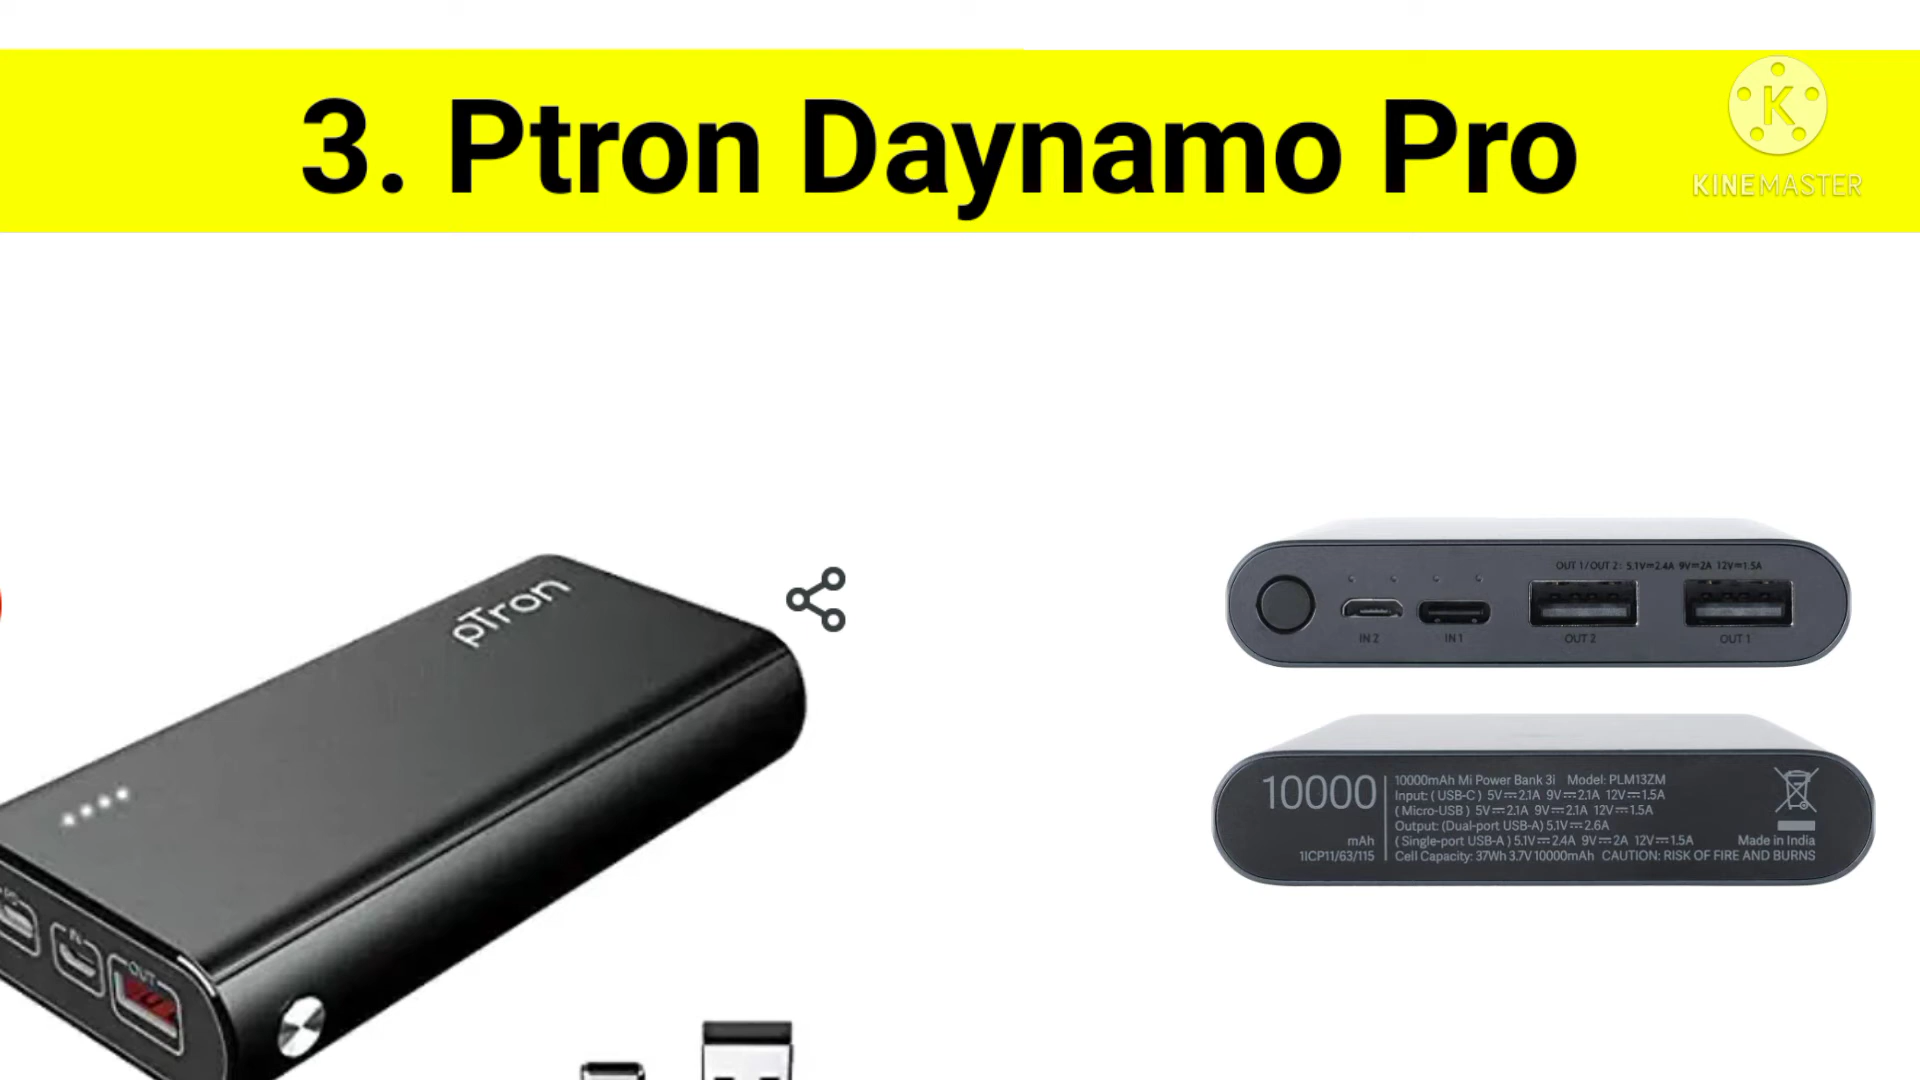 3. Ptron Daynamo Pro
KINEMASTER
pTron
IN
OUT
OUT 1/OUT 2: 5.1V⎓2.4A 9V⎓2A 12V⎓1.5A
IN 2 IN 1 OUT 2 OUT 1
10000
mAh
1ICP11/63/115
10000mAh Mi Power Bank 3i Model: PLM13ZM
Input: ( USB-C ) 5V⎓2.1A 9V⎓2.1A 12V⎓1.5A
( Micro-USB ) 5V⎓2.1A 9V⎓2.1A 12V⎓1.5A
Output: (Dual-port USB-A) 5.1V⎓2.6A
( Single-port USB-A ) 5.1V⎓2.4A 9V⎓2A 12V⎓1.5A
Cell Capacity: 37Wh 3.7V 10000mAh CAUTION: RISK OF FIRE AND BURNS
Made in India